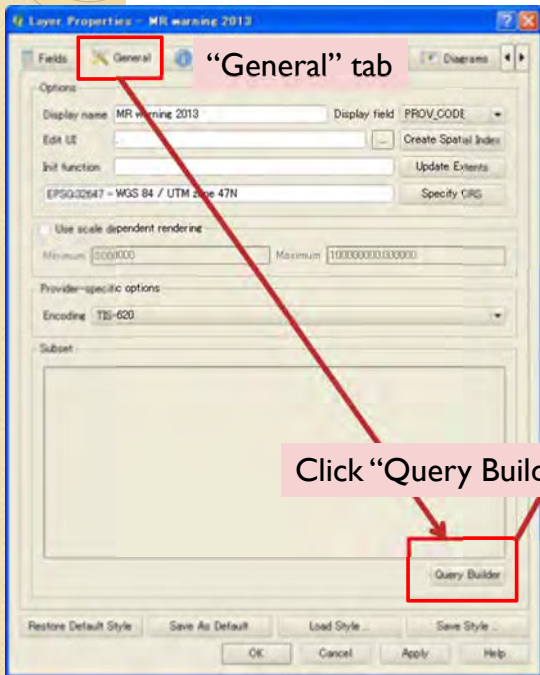 Layer Properties - MR warning 2013
Fields General Diagrams
"General" tab
Options
Display name MR warning 2013 Display field PROV_CODE
Edit UI . ... Create Spatial Index
Init function Update Extents
EPSG:32647 - WGS 84 / UTM zone 47N Specify CRS
Use scale dependent rendering
Minimum Maximum
Provider-specific options
Encoding TIS-620
Subset
Click "Query Build
Query Builder
Restore Default Style Save As Default Load Style ... Save Style ...
OK Cancel Apply Help